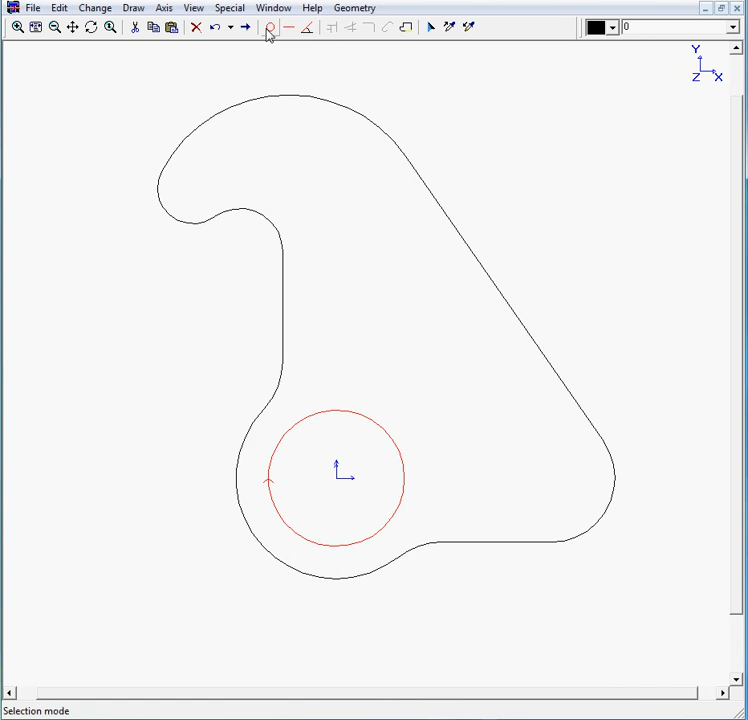 File Edit Change Draw Axis View Special Window Help Geometry
0
Y
Z X
Selection mode